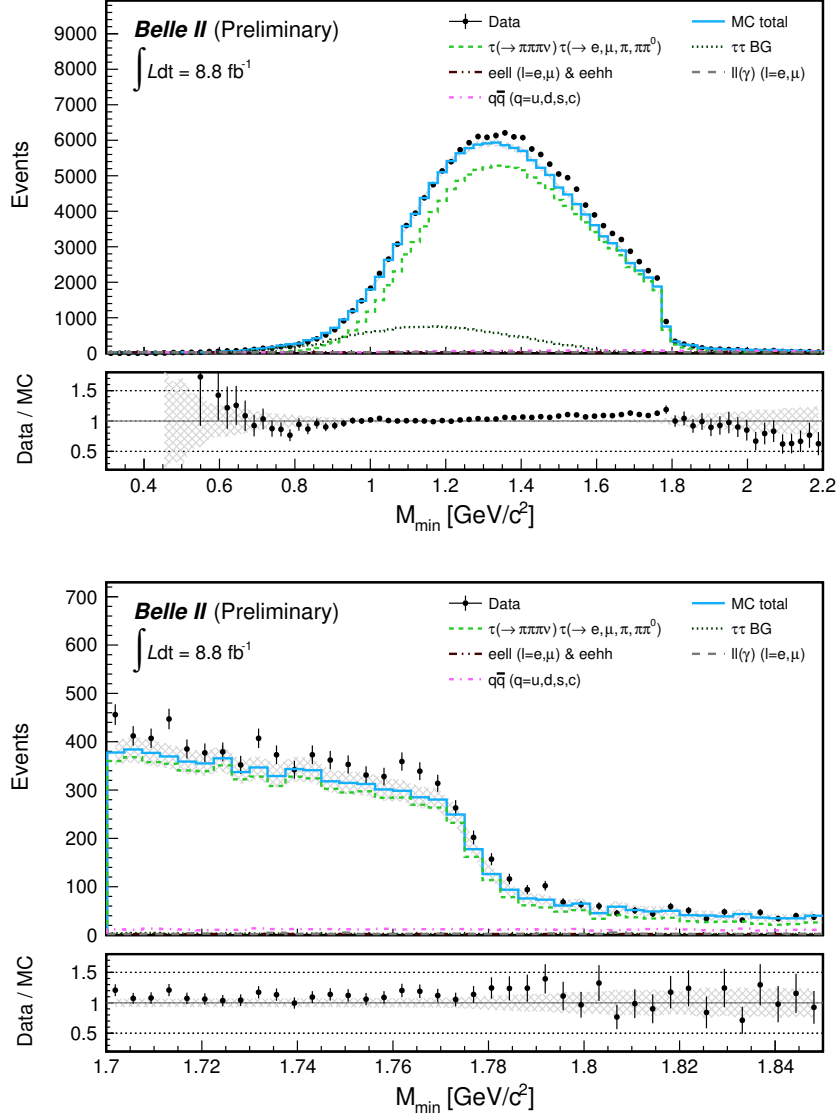 Belle II (Preliminary)
∫ Ldt = 8.8 fb⁻¹
Data
τ(→ πππν) τ(→ e, μ, π, ππ⁰)
eell (l=e,μ) & eehh
qq̅ (q=u,d,s,c)
MC total
ττ BG
ll(γ) (l=e,μ)
Events
9000
8000
7000
6000
5000
4000
3000
2000
1000
0
Data / MC
1.5
1
0.5
0.4 0.6 0.8 1 1.2 1.4 1.6 1.8 2 2.2
M_min [GeV/c²]
Belle II (Preliminary)
∫ Ldt = 8.8 fb⁻¹
Data
τ(→ πππν) τ(→ e, μ, π, ππ⁰)
eell (l=e,μ) & eehh
qq̅ (q=u,d,s,c)
MC total
ττ BG
ll(γ) (l=e,μ)
Events
700
600
500
400
300
200
100
0
Data / MC
1.5
1
0.5
1.7 1.72 1.74 1.76 1.78 1.8 1.82 1.84
M_min [GeV/c²]